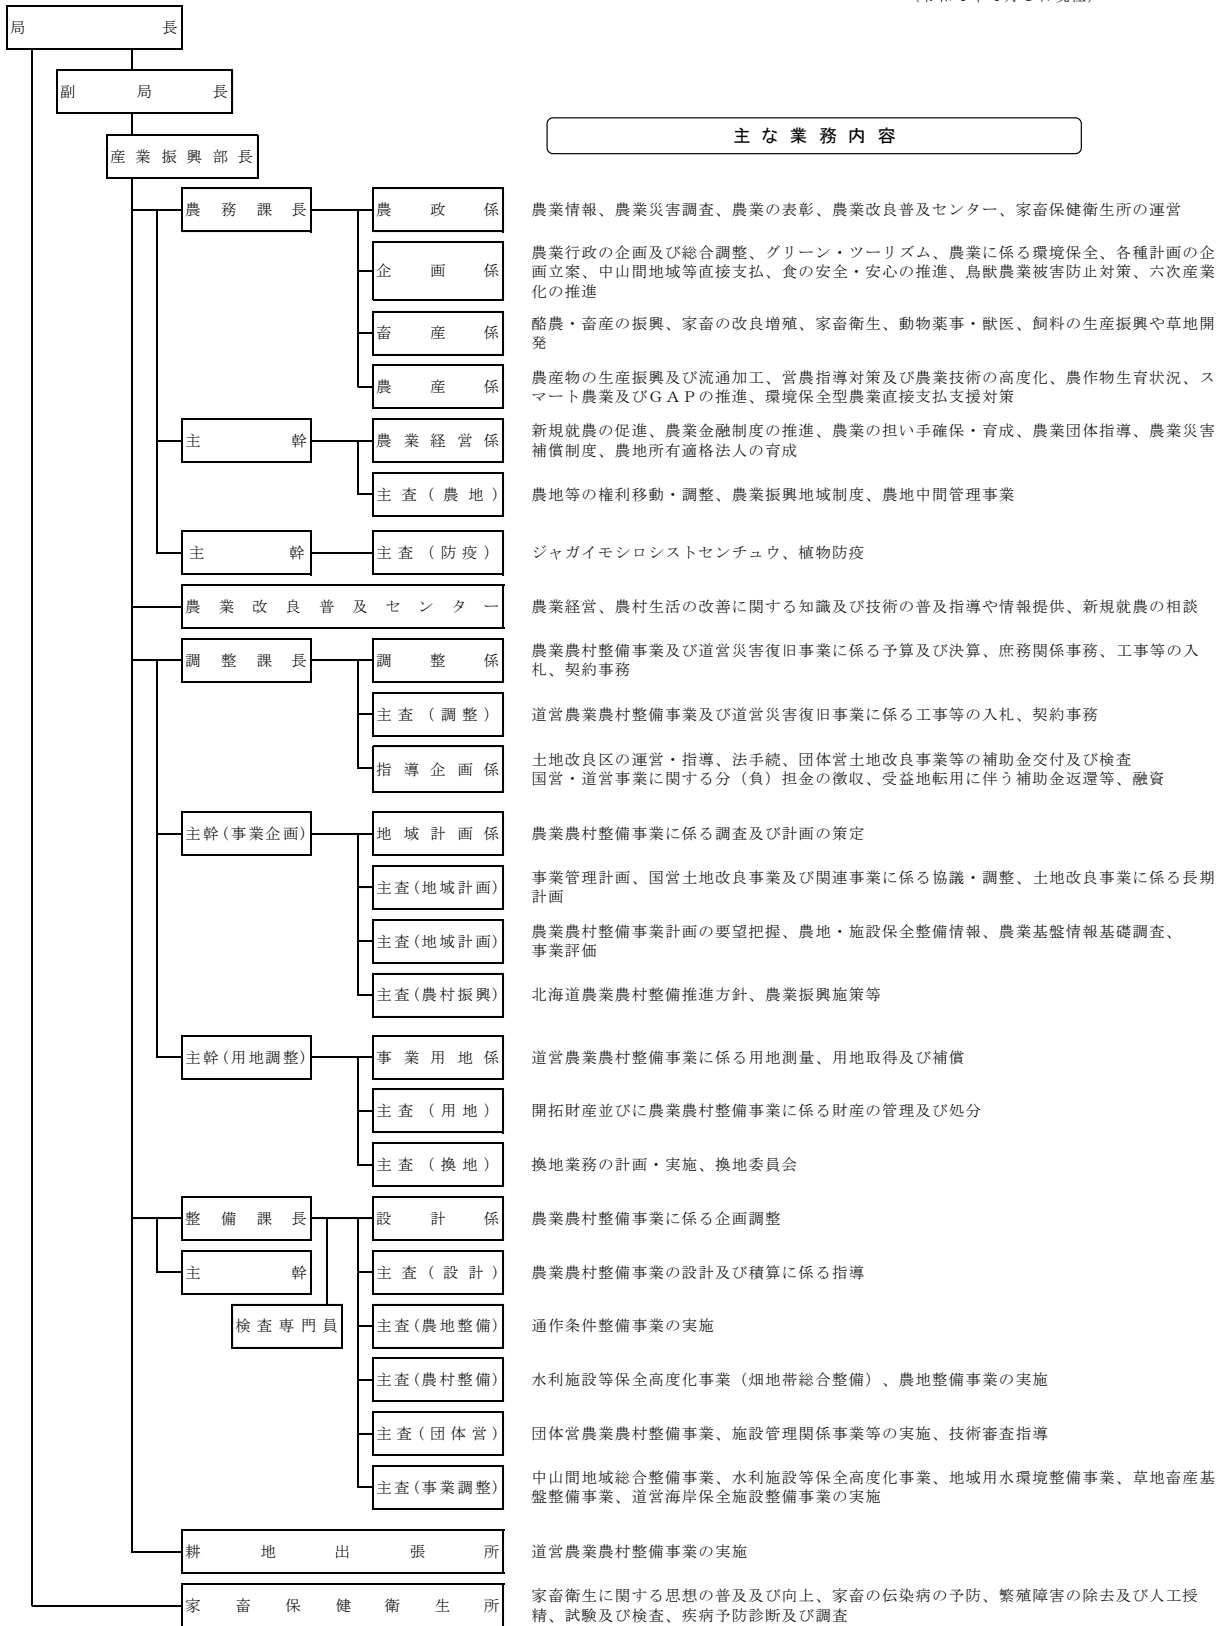 局長
副局長
産業振興部長
主な業務内容
農務課長
農政係
農業情報、農業災害調査、農業の表彰、農業改良普及センター、家畜保健衛生所の運営
企画係
農業行政の企画及び総合調整、グリーン・ツーリズム、農業に係る環境保全、各種計画の企
画立案、中山間地域等直接支払、食の安全・安心の推進、鳥獣農業被害防止対策、六次産業
化の推進
畜産係
酪農・畜産の振興、家畜の改良増殖、家畜衛生、動物薬事・獣医、飼料の生産振興や草地開
発
農産係
農産物の生産振興及び流通加工、営農指導対策及び農業技術の高度化、農作物生育状況、ス
マート農業及びGAPの推進、環境保全型農業直接支払支援対策
主幹
農業経営係
新規就農の促進、農業金融制度の推進、農業の担い手確保・育成、農業団体指導、農業災害
補償制度、農地所有適格法人の育成
主査(農地)
農地等の権利移動・調整、農業振興地域制度、農地中間管理事業
主幹
主査(防疫)
ジャガイモシロシストセンチュウ、植物防疫
農業改良普及センター
農業経営、農村生活の改善に関する知識及び技術の普及指導や情報提供、新規就農の相談
調整課長
調整係
農業農村整備事業及び道営災害復旧事業に係る予算及び決算、庶務関係事務、工事等の入
札、契約事務
主査(調整)
道営農業農村整備事業及び道営災害復旧事業に係る工事等の入札、契約事務
指導企画係
土地改良区の運営・指導、法手続、団体営土地改良事業等の補助金交付及び検査
国営・道営事業に関する分(負)担金の徴収、受益地転用に伴う補助金返還等、融資
主幹(事業企画)
地域計画係
農業農村整備事業に係る調査及び計画の策定
主査(地域計画)
事業管理計画、国営土地改良事業及び関連事業に係る協議・調整、土地改良事業に係る長期
計画
主査(地域計画)
農業農村整備事業計画の要望把握、農地・施設保全整備情報、農業基盤情報基礎調査、
事業評価
主査(農村振興)
北海道農業農村整備推進方針、農業振興施策等
主幹(用地調整)
事業用地係
道営農業農村整備事業に係る用地測量、用地取得及び補償
主査(用地)
開拓財産並びに農業農村整備事業に係る財産の管理及び処分
主査(換地)
換地業務の計画・実施、換地委員会
整備課長
設計係
農業農村整備事業に係る企画調整
主幹
主査(設計)
農業農村整備事業の設計及び積算に係る指導
検査専門員
主査(農地整備)
通作条件整備事業の実施
主査(農村整備)
水利施設等保全高度化事業(畑地帯総合整備)、農地整備事業の実施
主査(団体営)
団体営農業農村整備事業、施設管理関係事業等の実施、技術審査指導
主査(事業調整)
中山間地域総合整備事業、水利施設等保全高度化事業、地域用水環境整備事業、草地畜産基
盤整備事業、道営海岸保全施設整備事業の実施
耕地出張所
道営農業農村整備事業の実施
家畜保健衛生所
家畜衛生に関する思想の普及及び向上、家畜の伝染病の予防、繁殖障害の除去及び人工授
精、試験及び検査、疾病予防診断及び調査